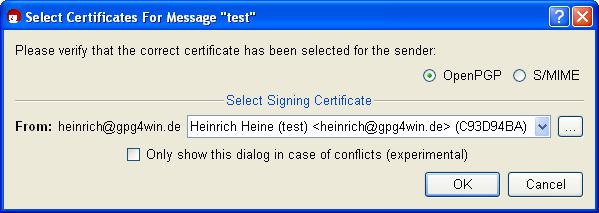 Select Certificates For Message "test"
Please verify that the correct certificate has been selected for the sender:
OpenPGP S/MIME
Select Signing Certificate
From: heinrich@gpg4win.de Heinrich Heine (test) <heinrich@gpg4win.de> (C93D94BA) ...
Only show this dialog in case of conflicts (experimental)
OK Cancel